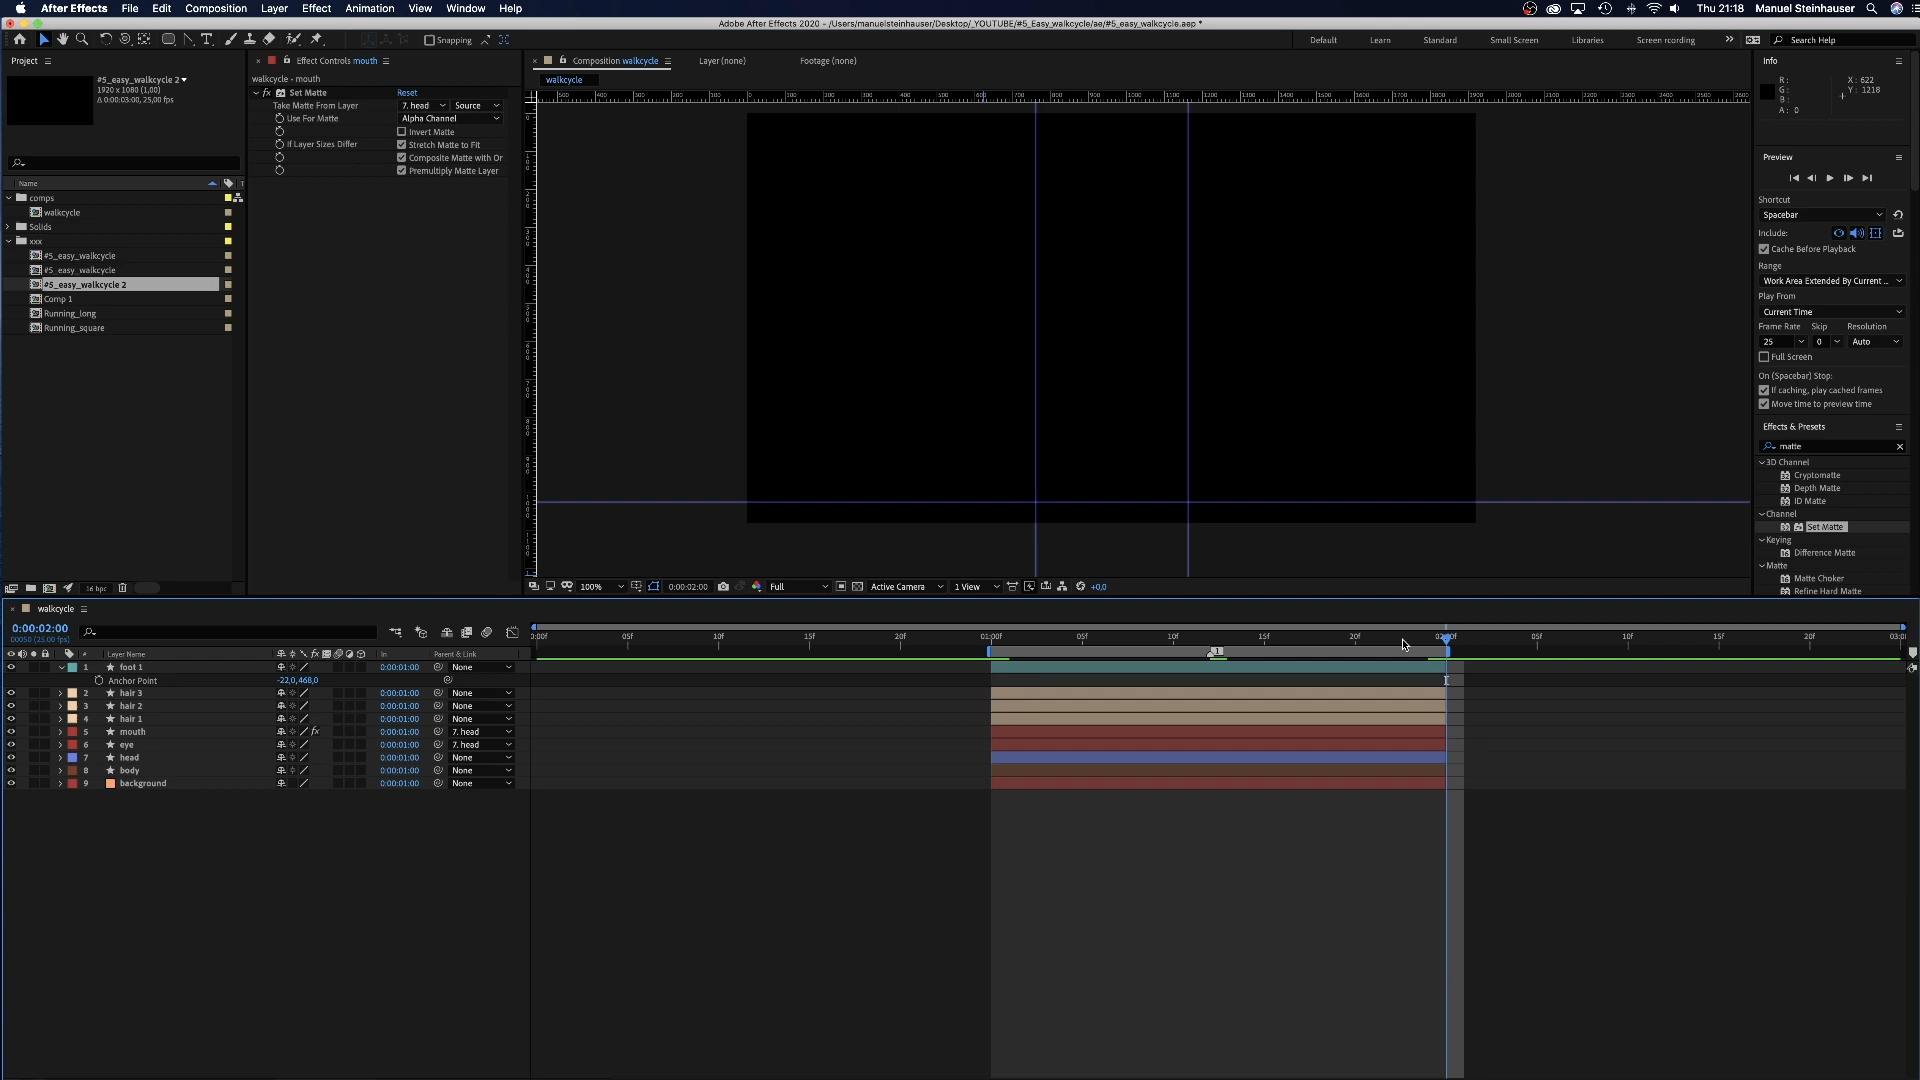 After Effects File Edit Composition Layer Effect Animation View Window Help Thu 21:18 Manuel Steinhauser
Adobe After Effects 2020 - /Users/manuelsteinhauser/Desktop/_YOUTUBE/#5_Easy_walkcycle/ae/#5_easy_walkcycle.aep *
Snapping Default Learn Standard Small Screen Libraries Screen rcording Search Help
Project
#5_easy_walkcycle 2
1920 x 1080 (1,00)
Δ 0:00:03:00, 25,00 fps
Name
comps
walkcycle
Solids
xxx
#5_easy_walkcycle
#5_easy_walkcycle
#5_easy_walkcycle 2
Comp 1
Running_long
Running_square
16 bpc
Effect Controls mouth
walkcycle - mouth
fx Set Matte Reset
Take Matte From Layer 7. head Source
Use For Matte Alpha Channel
Invert Matte
If Layer Sizes Differ Stretch Matte to Fit
Composite Matte with Or
Premultiply Matte Layer
Composition walkcycle Layer (none) Footage (none)
walkcycle
100% 0:00:02:00 Full Active Camera 1 View +0,0
Info
R: X: 622
G: Y: 1218
B:
A: 0
Preview
Shortcut
Spacebar
Include:
Cache Before Playback
Range
Work Area Extended By Current ...
Play From
Current Time
Frame Rate Skip Resolution
25 0 Auto
Full Screen
On (Spacebar) Stop:
If caching, play cached frames
Move time to preview time
Effects & Presets
matte
3D Channel
Cryptomatte
Depth Matte
ID Matte
Channel
Set Matte
Keying
Difference Matte
Matte
Matte Choker
Refine Hard Matte
walkcycle
0:00:02:00
00050 (25.00 fps)
0:00f 05f 10f 15f 20f 01:00f 05f 10f 15f 20f 02:00f 05f 10f 15f 20f 03:0
# Layer Name fx In Parent & Link
1
1 foot 1 0:00:01:00 None
Anchor Point -22,0,468,0
2 hair 3 0:00:01:00 None
3 hair 2 0:00:01:00 None
4 hair 1 0:00:01:00 None
5 mouth fx 0:00:01:00 7. head
6 eye 0:00:01:00 7. head
7 head 0:00:01:00 None
8 body 0:00:01:00 None
9 background 0:00:01:00 None